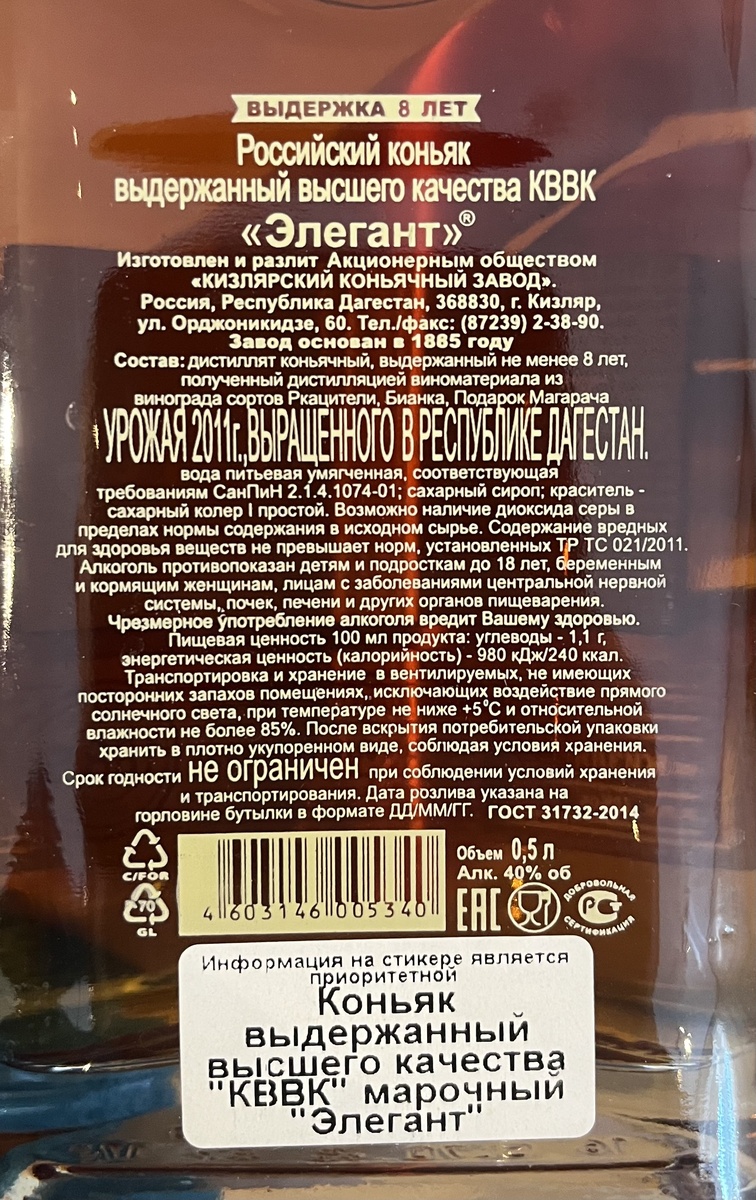 ВЫДЕРЖКА 8 ЛЕТ
Российский коньяк
выдержанный высшего качества КВВК
«Элегант»®
Изготовлен и разлит Акционерным обществом
«КИЗЛЯРСКИЙ КОНЬЯЧНЫЙ ЗАВОД».
Россия, Республика Дагестан, 368830, г. Кизляр,
ул. Орджоникидзе, 60. Тел./факс: (87239) 2-38-90.
Завод основан в 1885 году
Состав: дистиллят коньячный, выдержанный не менее 8 лет,
полученный дистилляцией виноматериала из
винограда сортов Ркацители, Бианка, Подарок Магарача
УРОЖАЯ 2011г.,ВЫРАЩЕННОГО В РЕСПУБЛИКЕ ДАГЕСТАН.
вода питьевая умягченная, соответствующая
требованиям СанПиН 2.1.4.1074-01; сахарный сироп; краситель -
сахарный колер I простой. Возможно наличие диоксида серы в
пределах нормы содержания в исходном сырье. Содержание вредных
для здоровья веществ не превышает норм, установленных ТР ТС 021/2011.
Алкоголь противопоказан детям и подросткам до 18 лет, беременным
и кормящим женщинам, лицам с заболеваниями центральной нервной
системы, почек, печени и других органов пищеварения.
Чрезмерное употребление алкоголя вредит Вашему здоровью.
Пищевая ценность 100 мл продукта: углеводы - 1,1 г,
энергетическая ценность (калорийность) - 980 кДж/240 ккал.
Транспортировка и хранение в вентилируемых, не имеющих
посторонних запахов помещениях, исключающих воздействие прямого
солнечного света, при температуре не ниже +5°С и относительной
влажности не более 85%. После вскрытия потребительской упаковки
хранить в плотно укупоренном виде, соблюдая условия хранения.
Срок годности не ограничен при соблюдении условий хранения
и транспортирования. Дата розлива указана на
горловине бутылки в формате ДД/ММ/ГГ. ГОСТ 31732-2014
C/FOR
70
GL
4 603146 005340
Объем 0,5 л
Алк. 40% об
ЕАС
ДОБРОВОЛЬНАЯ
СЕРТИФИКАЦИЯ
Информация на стикере является
приоритетной
Коньяк
выдержанный
высшего качества
"КВВК" марочный
"Элегант"